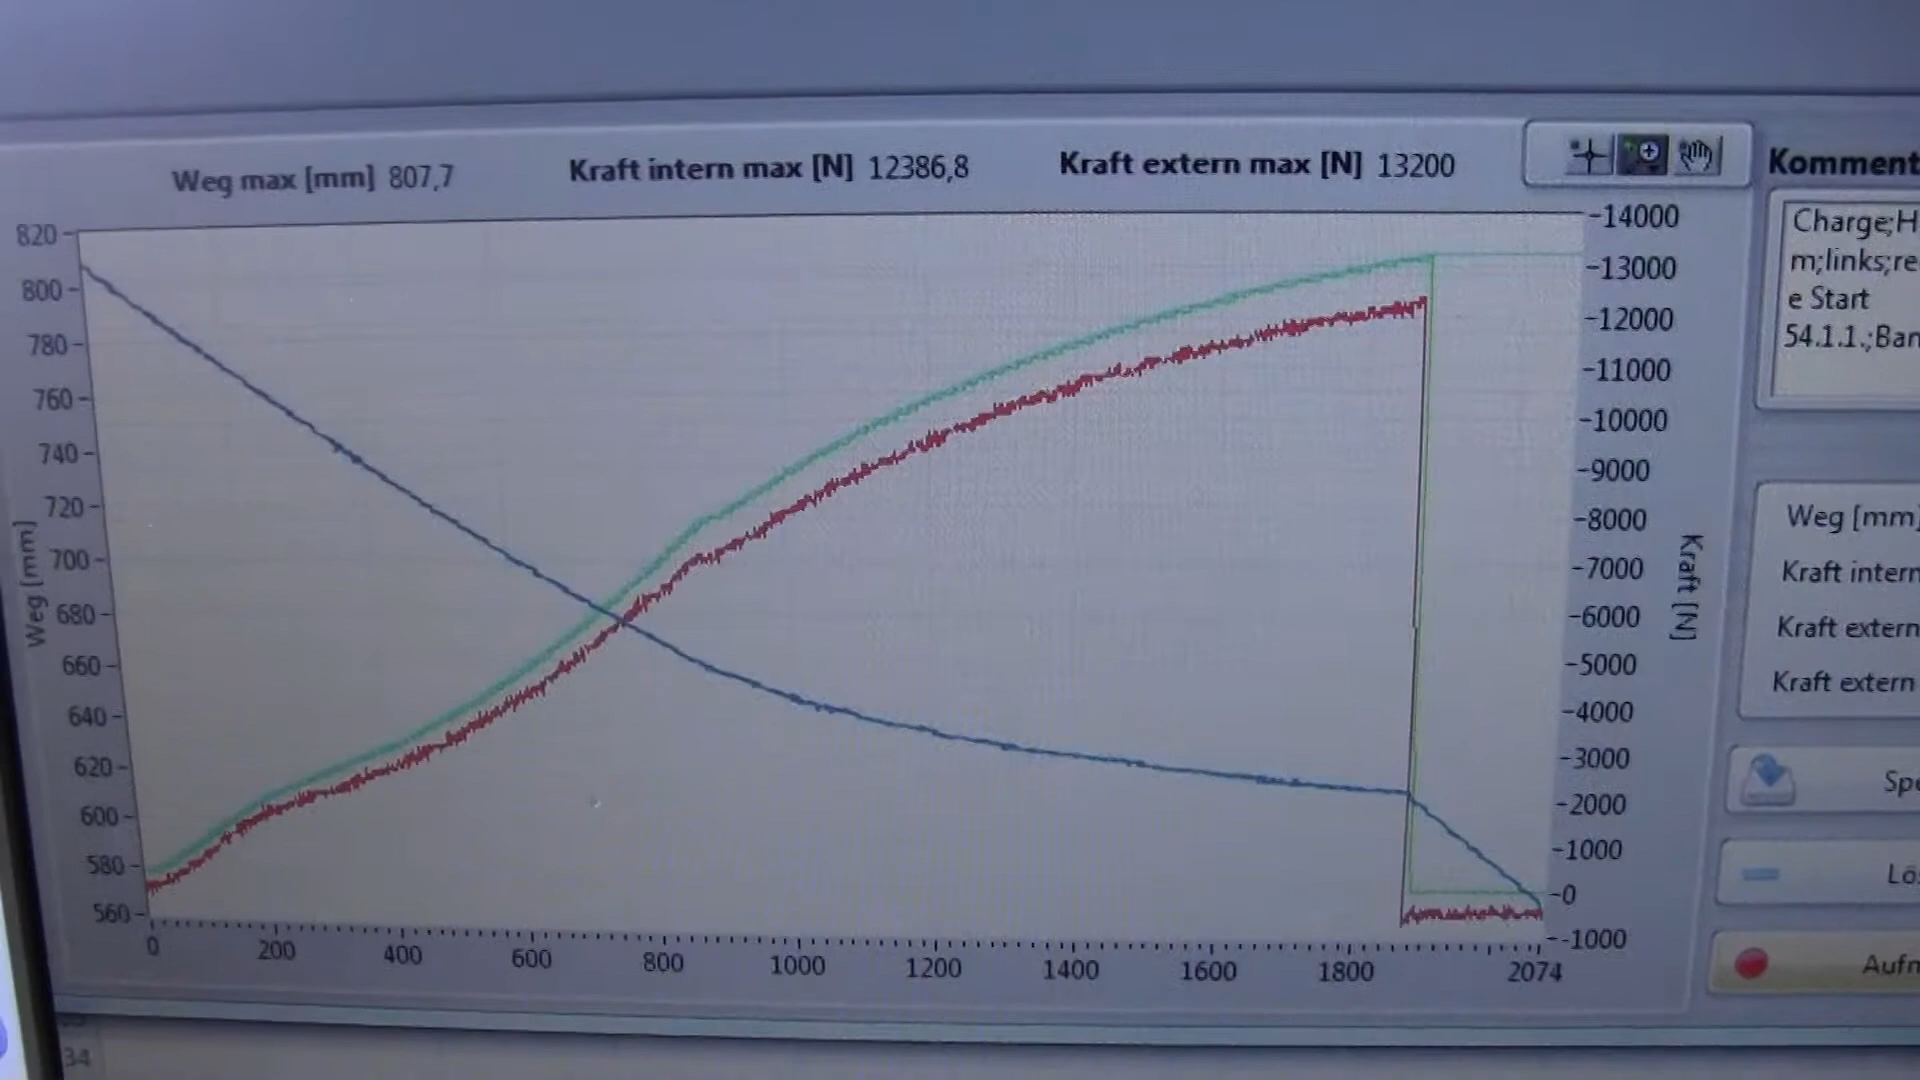 Weg max [mm] 807,7
Kraft intern max [N] 12386,8
Kraft extern max [N] 13200
820
800
780
760
740
720
700
680
660
640
620
600
580
560
Weg [mm]
0 200 400 600 800 1000 1200 1400 1600 1800 2074
14000
13000
12000
11000
10000
9000
8000
7000
6000
5000
4000
3000
2000
1000
0
-1000
Kraft [N]
Komment
Charge;H
m;links;re
e Start
54.1.1.;Ban
Weg [mm]
Kraft intern
Kraft extern
Kraft extern
Spe
Lös
Aufn
34